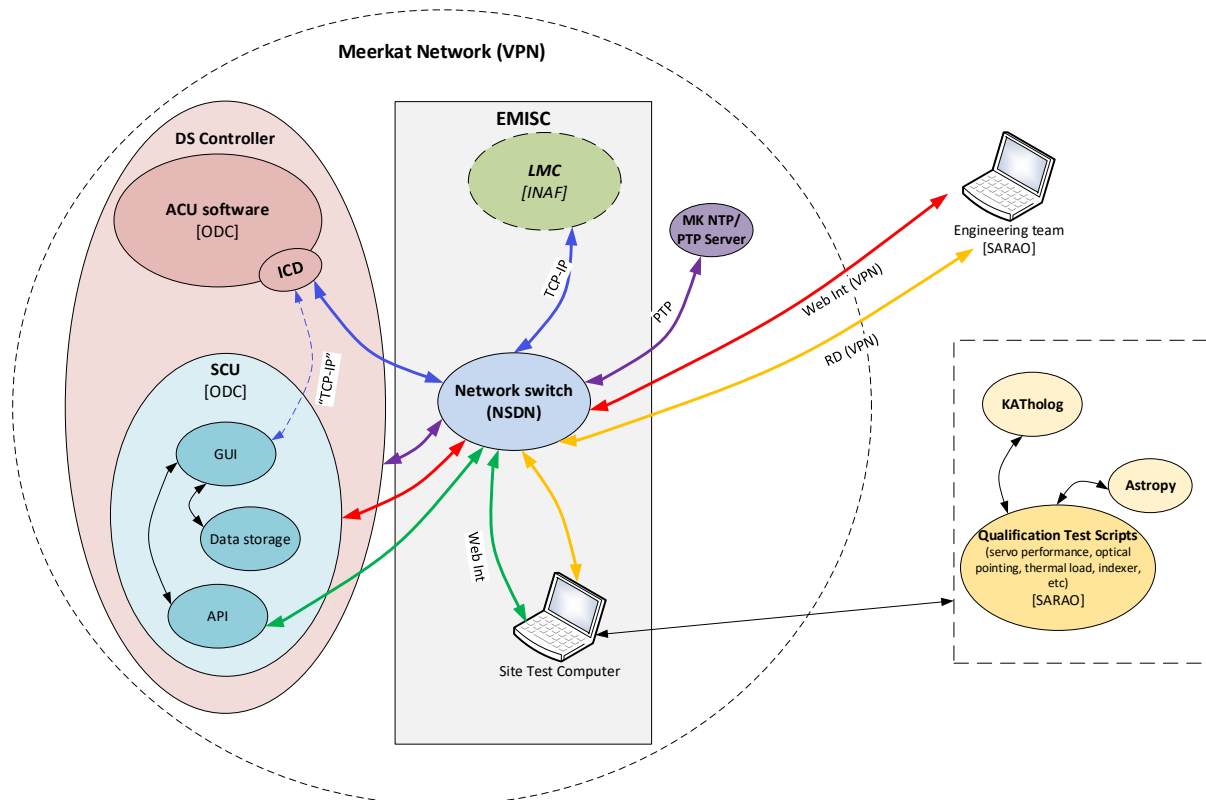 Meerkat Network (VPN)
DS Controller
ACU software
[ODC]
ICD
EMISC
LMC
[INAF]
MK NTP/
PTP Server
Engineering team
[SARAO]
TCP-IP
PTP
Web Int (VPN)
RD (VPN)
"TCP-IP"
SCU
[ODC]
GUI
Data storage
API
Network switch
(NSDN)
Web Int
Site Test Computer
KATholog
Astropy
Qualification Test Scripts
(servo performance, optical
pointing, thermal load, indexer,
etc)
[SARAO]